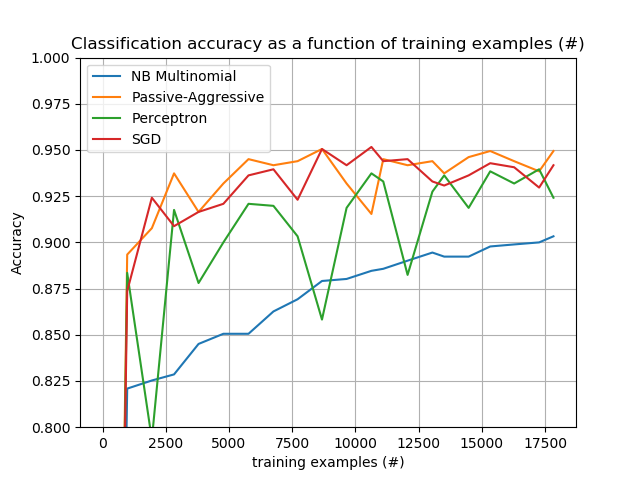 Classification accuracy as a function of training examples (#)
1.000
0.975
0.950
0.925
0.900
0.875
0.850
0.825
0.800
Accuracy
NB Multinomial
Passive-Aggressive
Perceptron
SGD
0 2500 5000 7500 10000 12500 15000 17500
training examples (#)